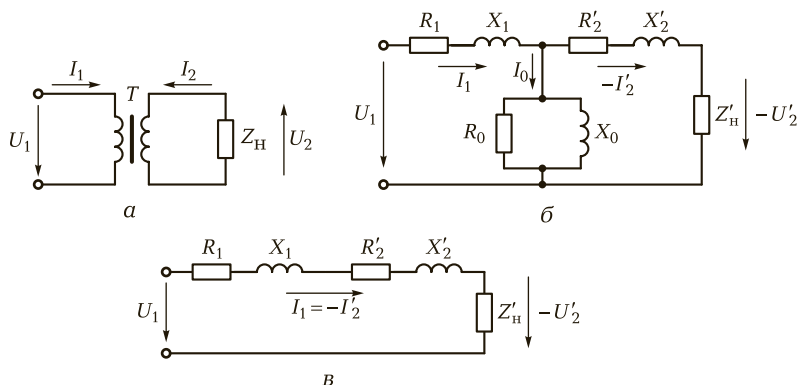 I₁
I₂
T
U₁
Zн
U₂
а
R₁
X₁
R′₂
X′₂
I₁
I₀
−I′₂
U₁
R₀
X₀
Z′н
−U′₂
б
R₁
X₁
R′₂
X′₂
U₁
I₁=−I′₂
Z′н
−U′₂
в